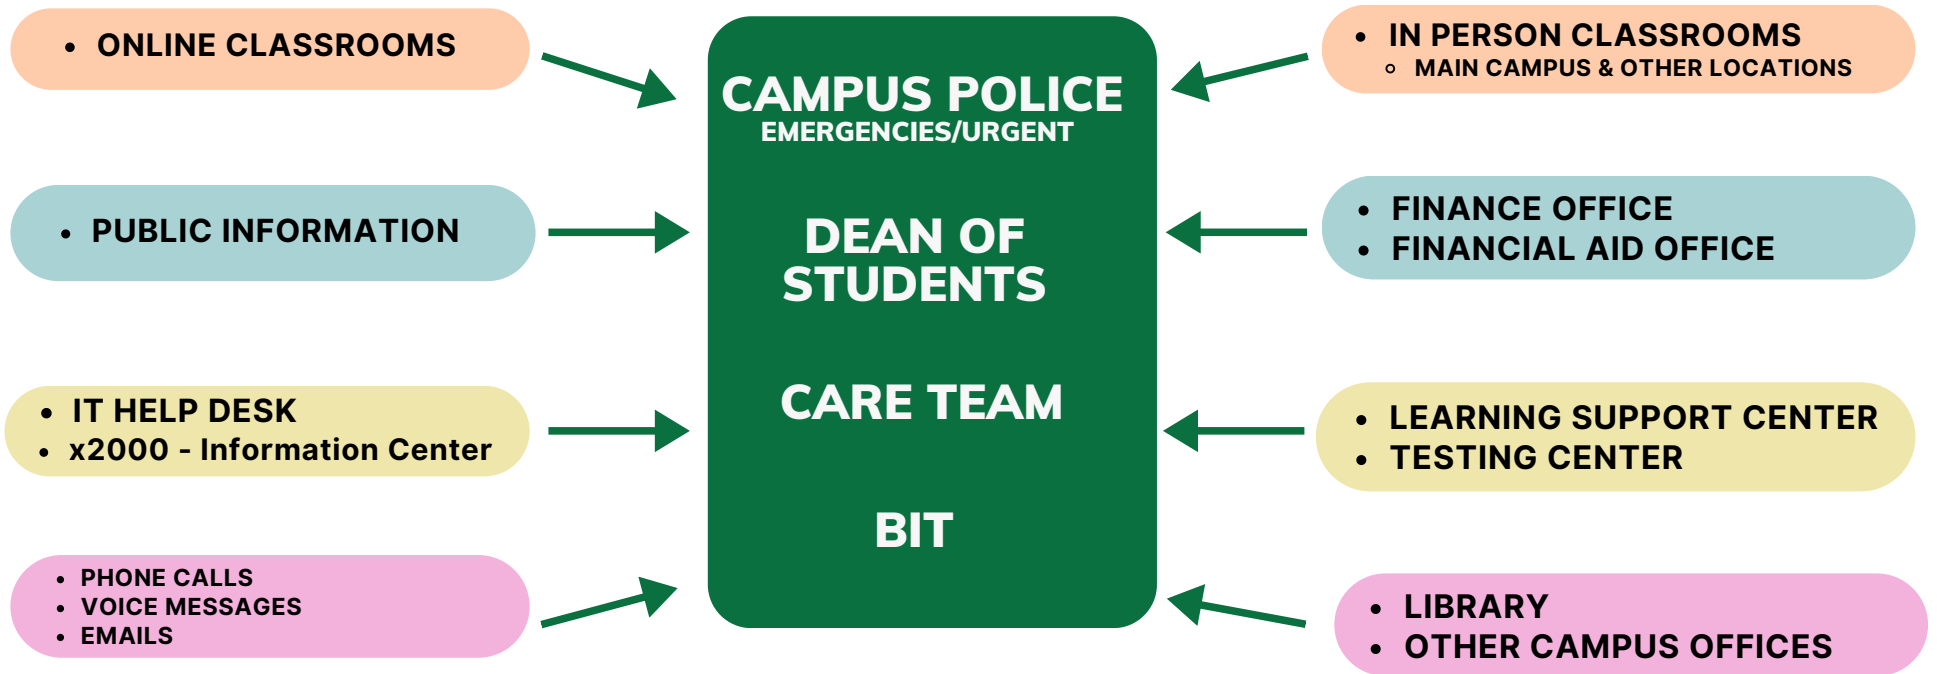 ONLINE CLASSROOMS
PUBLIC INFORMATION
IT HELP DESK
x2000 - Information Center
PHONE CALLS
VOICE MESSAGES
EMAILS
CAMPUS POLICE
EMERGENCIES/URGENT
DEAN OF
STUDENTS
CARE TEAM
BIT
IN PERSON CLASSROOMS
MAIN CAMPUS & OTHER LOCATIONS
FINANCE OFFICE
FINANCIAL AID OFFICE
LEARNING SUPPORT CENTER
TESTING CENTER
LIBRARY
OTHER CAMPUS OFFICES